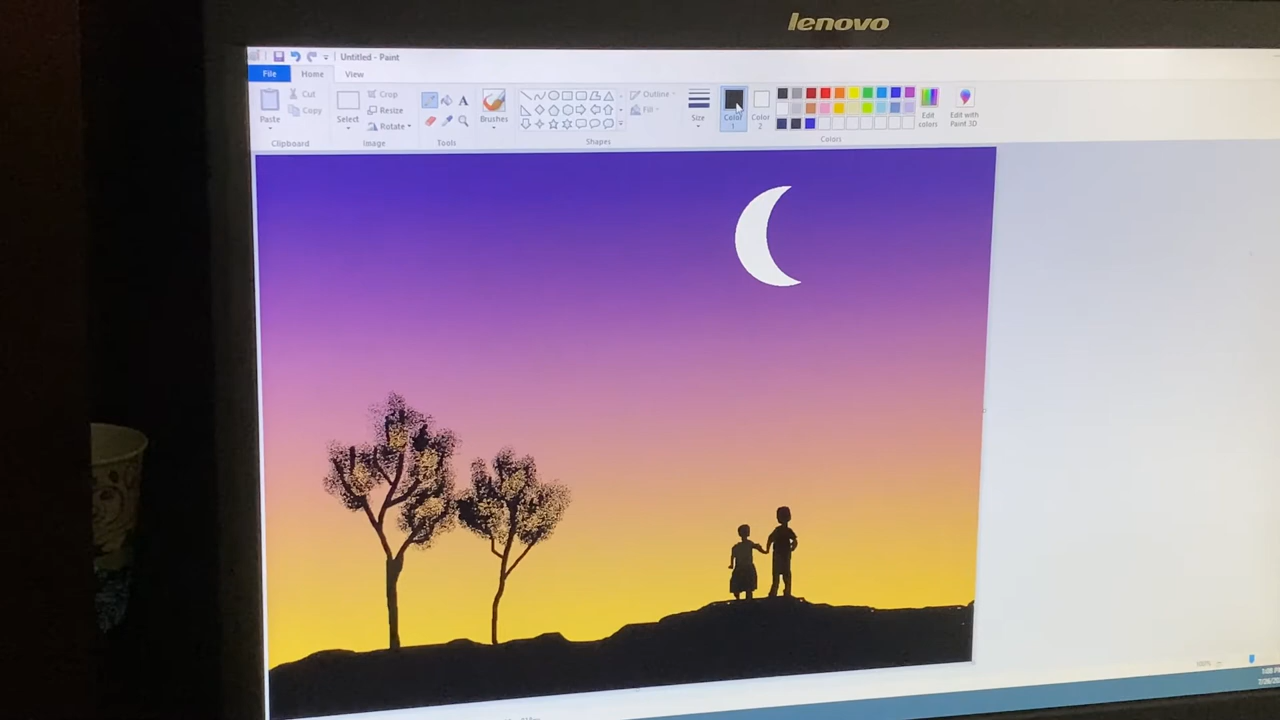 lenovo
Untitled - Paint
File Home View
Cut
Copy
Paste
Clipboard
Crop
Resize
Rotate
Select
Image
A
Tools
Brushes
Outline
Fill
Shapes
Size
Color
1
Color
2
Edit
colors
Edit with
Paint 3D
Colors